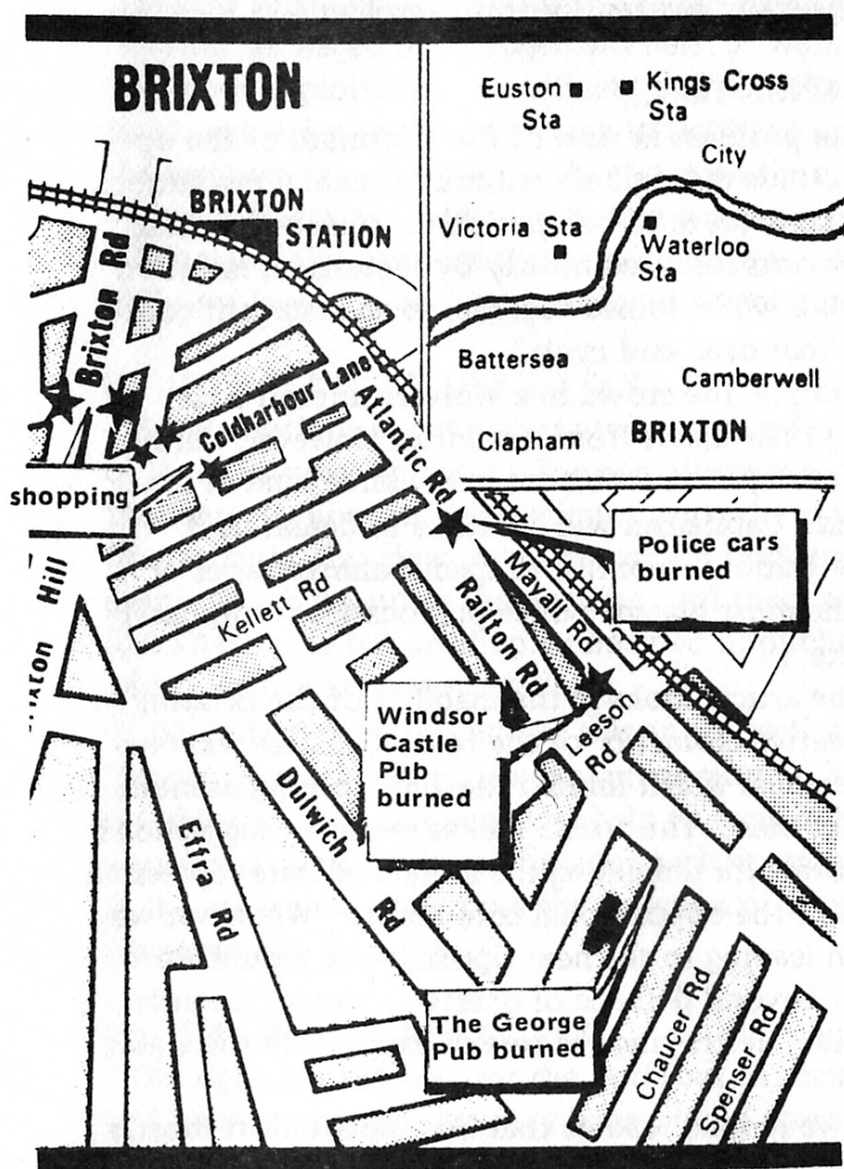 BRIXTON
Euston
Sta
Kings Cross
Sta
City
BRIXTON
STATION
Victoria Sta
Waterloo
Sta
Brixton Rd
Battersea
Camberwell
Coldharbour Lane
Clapham
BRIXTON
Atlantic Rd
shopping
Police cars
burned
Mayall Rd
Hill
Kellett Rd
Railton Rd
Windsor
Castle
Pub
burned
Leeson
Rd
Dulwich
Rd
Effra Rd
The George
Pub burned
Chaucer Rd
Spenser Rd